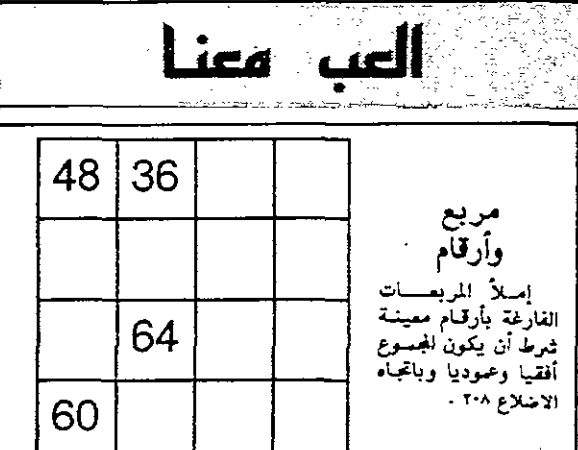 العب معنا
48 36
64
60
مربع
وأرقام
إملأ المربعات
الفارغة بأرقام معينة
شرط أن يكون المجموع
أفقيا وعموديا وباتجاه
الاضلاع ٢٠٨ .